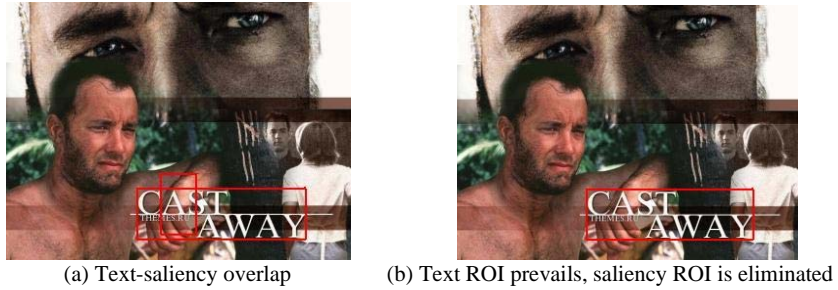 CAST
THEMES.RU
AWAY
CAST
THEMES.RU
AWAY
(a) Text-saliency overlap
(b) Text ROI prevails, saliency ROI is eliminated